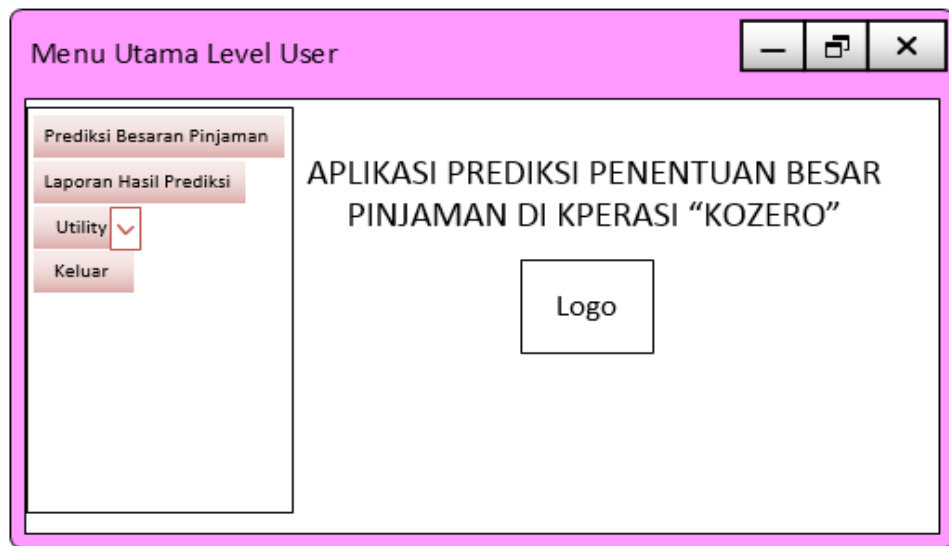 Menu Utama Level User
Prediksi Besaran Pinjaman
Laporan Hasil Prediksi
Utility
Keluar
APLIKASI PREDIKSI PENENTUAN BESAR
PINJAMAN DI KPERASI “KOZERO”
Logo